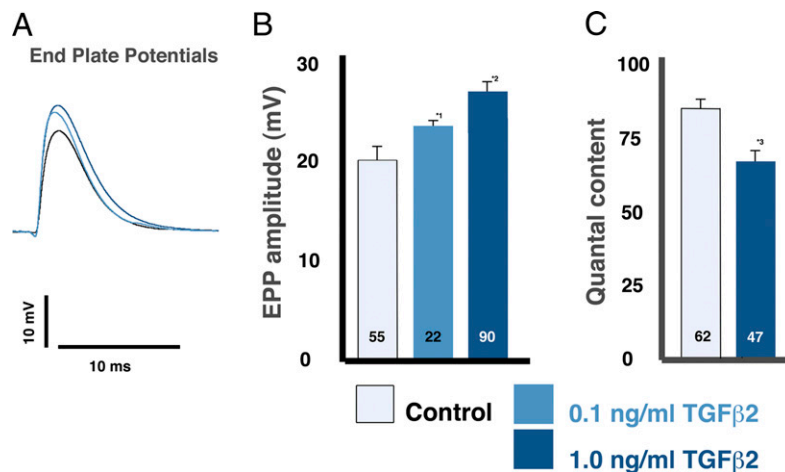 A
End Plate Potentials
10 mV
10 ms
B
EPP amplitude (mV)
30
20
10
0
*1
*2
55
22
90
C
Quantal content
100
75
50
25
0
*3
62
47
Control
0.1 ng/ml TGFβ2
1.0 ng/ml TGFβ2